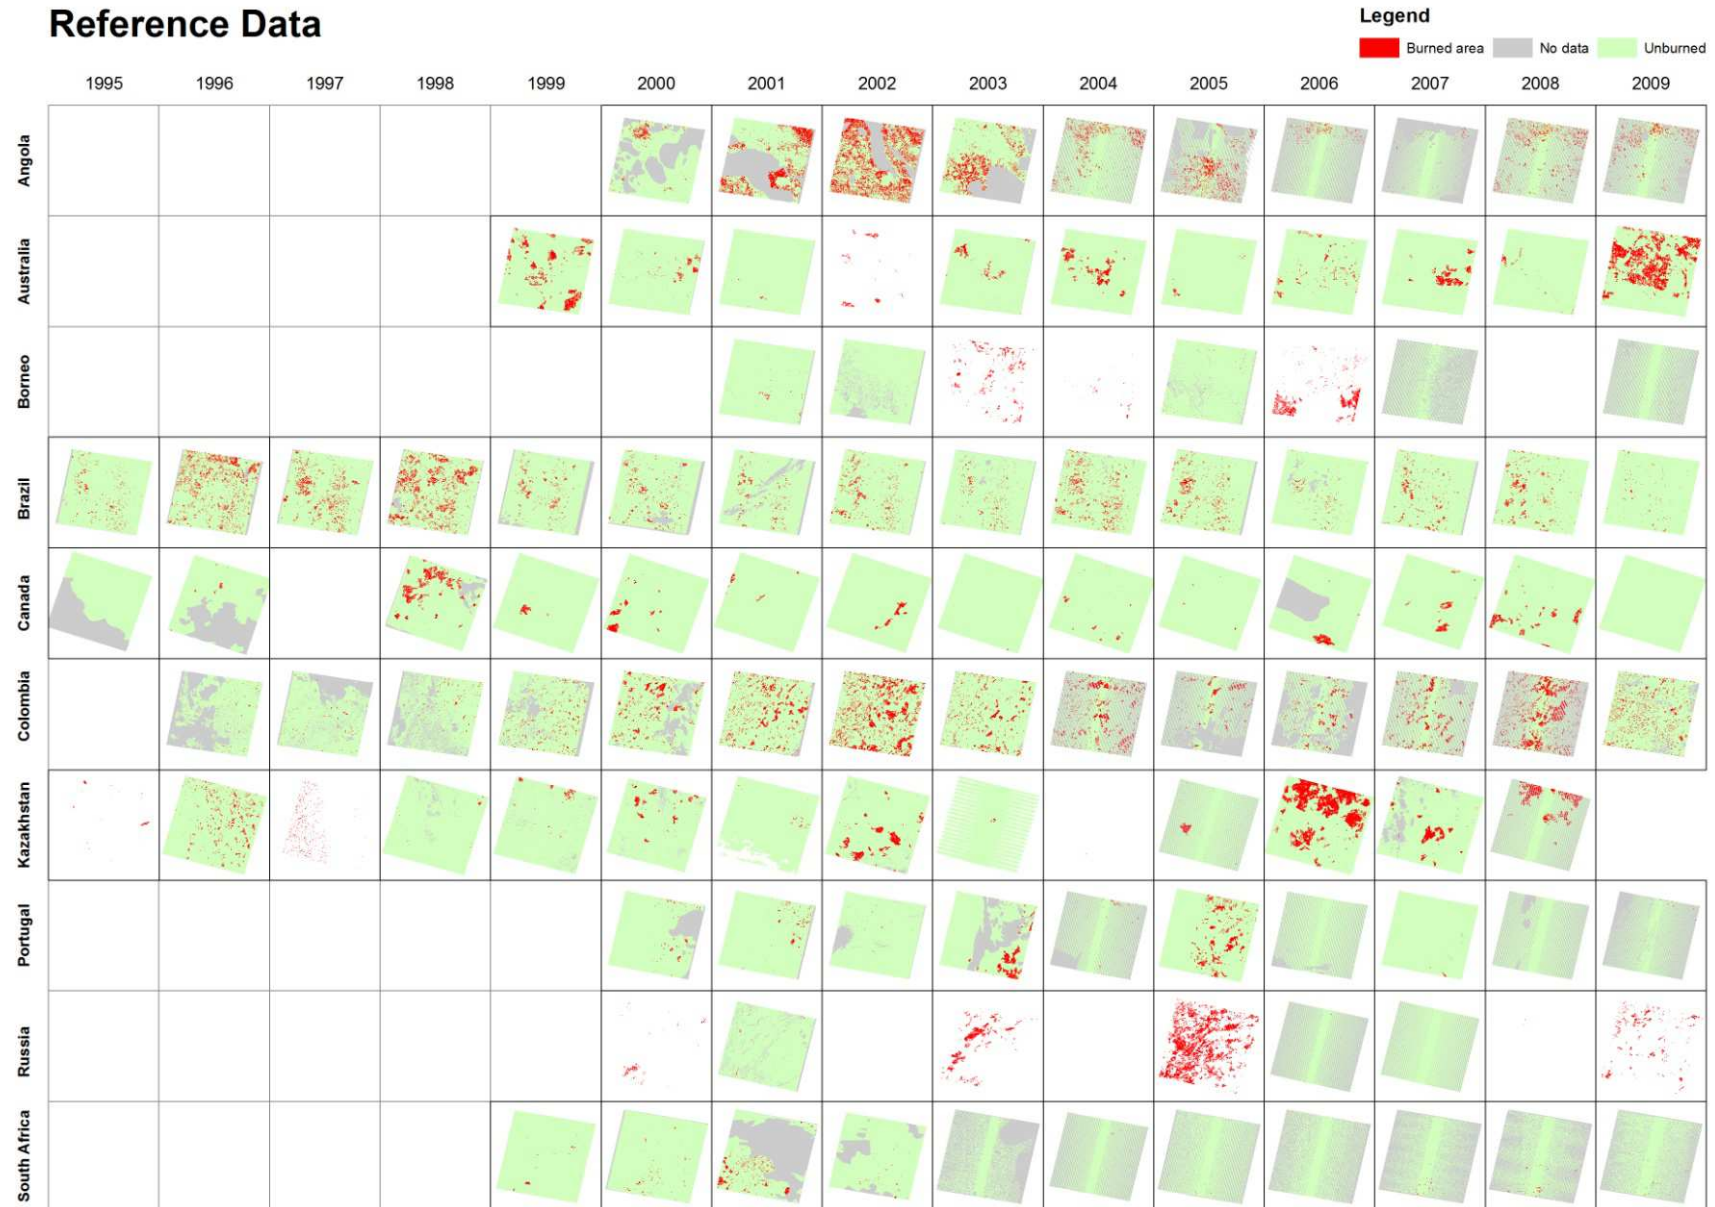 Reference Data
Legend
Burned area No data Unburned
1995 1996 1997 1998 1999 2000 2001 2002 2003 2004 2005 2006 2007 2008 2009
Angola
Australia
Borneo
Brazil
Canada
Colombia
Kazakhstan
Portugal
Russia
South Africa